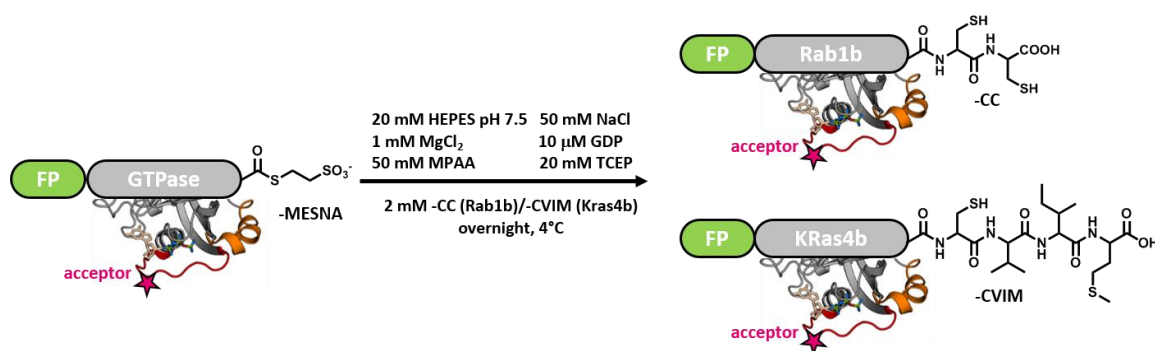 FP
GTPase
O
S
SO₃⁻
-MESNA
acceptor
20 mM HEPES pH 7.5 50 mM NaCl
1 mM MgCl₂ 10 µM GDP
50 mM MPAA 20 mM TCEP
2 mM -CC (Rab1b)/-CVIM (Kras4b)
overnight, 4°C
FP
Rab1b
O
N
H
SH
O
H
N
COOH
SH
-CC
acceptor
FP
KRas4b
O
N
H
SH
O
H
N
O
N
H
O
H
N
O
OH
S
-CVIM
acceptor